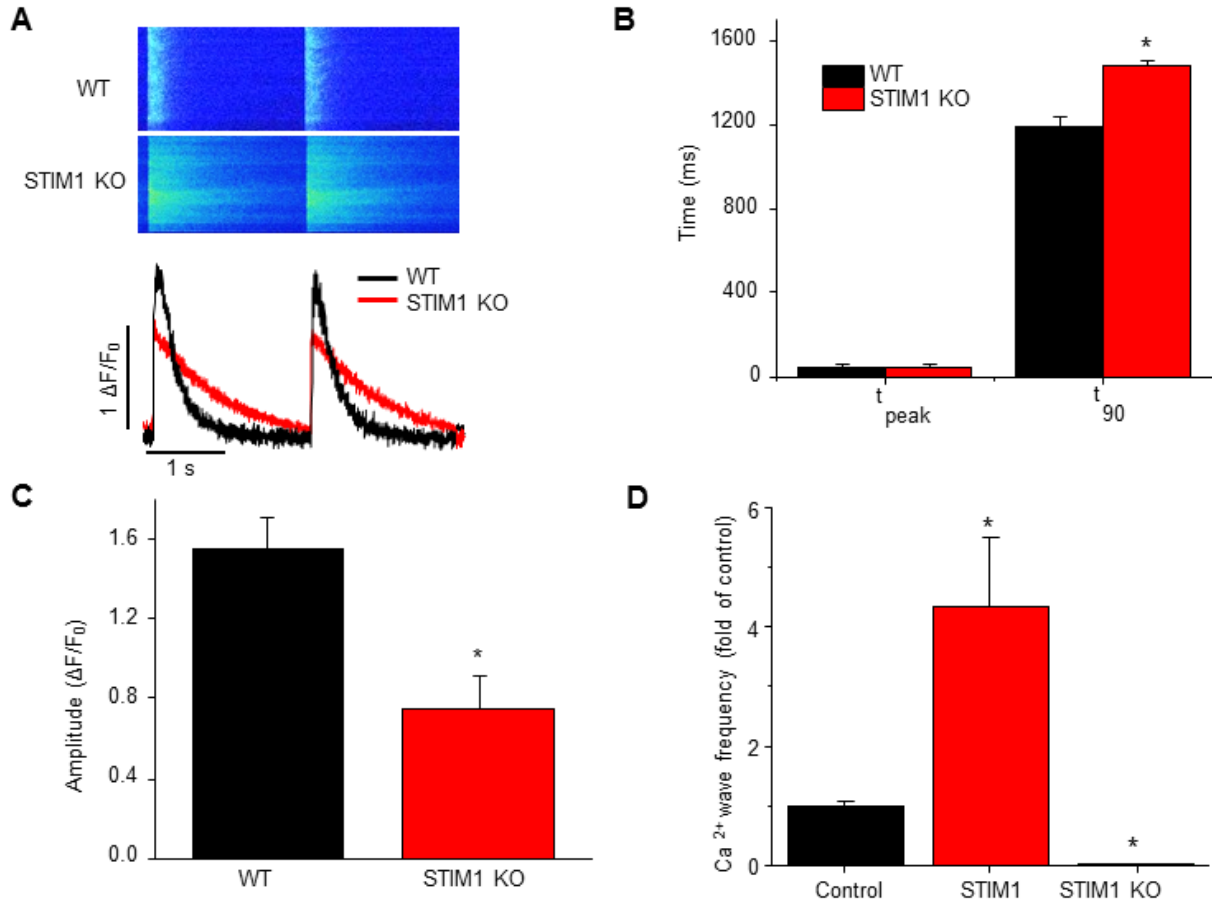 A
WT
STIM1 KO
WT
STIM1 KO
1 ΔF/F0
1 s
B
Time (ms)
1600
1200
800
400
0
WT
STIM1 KO
*
t
peak
t
90
C
Amplitude (ΔF/F0)
1.6
1.2
0.8
0.4
0.0
*
WT
STIM1 KO
D
Ca 2+ wave frequency (fold of control)
6
4
2
0
*
*
Control
STIM1
STIM1 KO